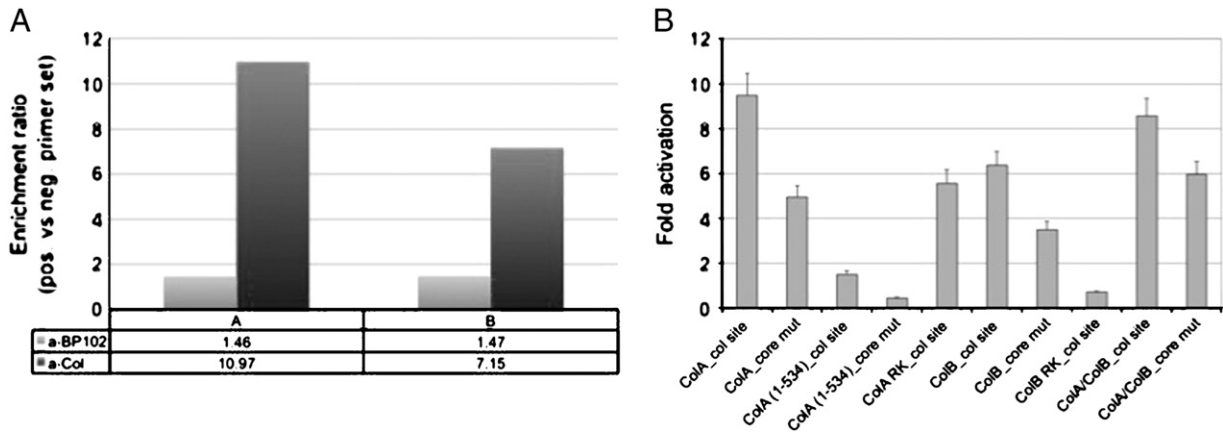 A
Enrichment ratio
(pos. vs neg primer set)
12
10
8
6
4
2
0
A B
a-BP102 1.46 1.47
a-Col 10.97 7.15
B
Fold activation
12
10
8
6
4
2
0
ColA_col site
ColA_core mut
ColA (1-534)_col site
ColA (1-534)_core mut
ColA RK_col site
ColB_col site
ColB_core mut
ColB RK_col site
ColA/ColB_col site
ColA/ColB_core mut